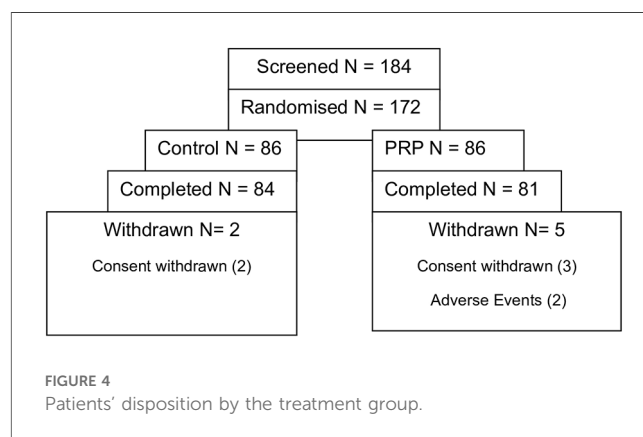 Screened N = 184
Randomised N = 172
Control N = 86
Completed N = 84
Withdrawn N= 2
Consent withdrawn (2)
PRP N = 86
Completed N = 81
Withdrawn N= 5
Consent withdrawn (3)
Adverse Events (2)
FIGURE 4
Patients' disposition by the treatment group.